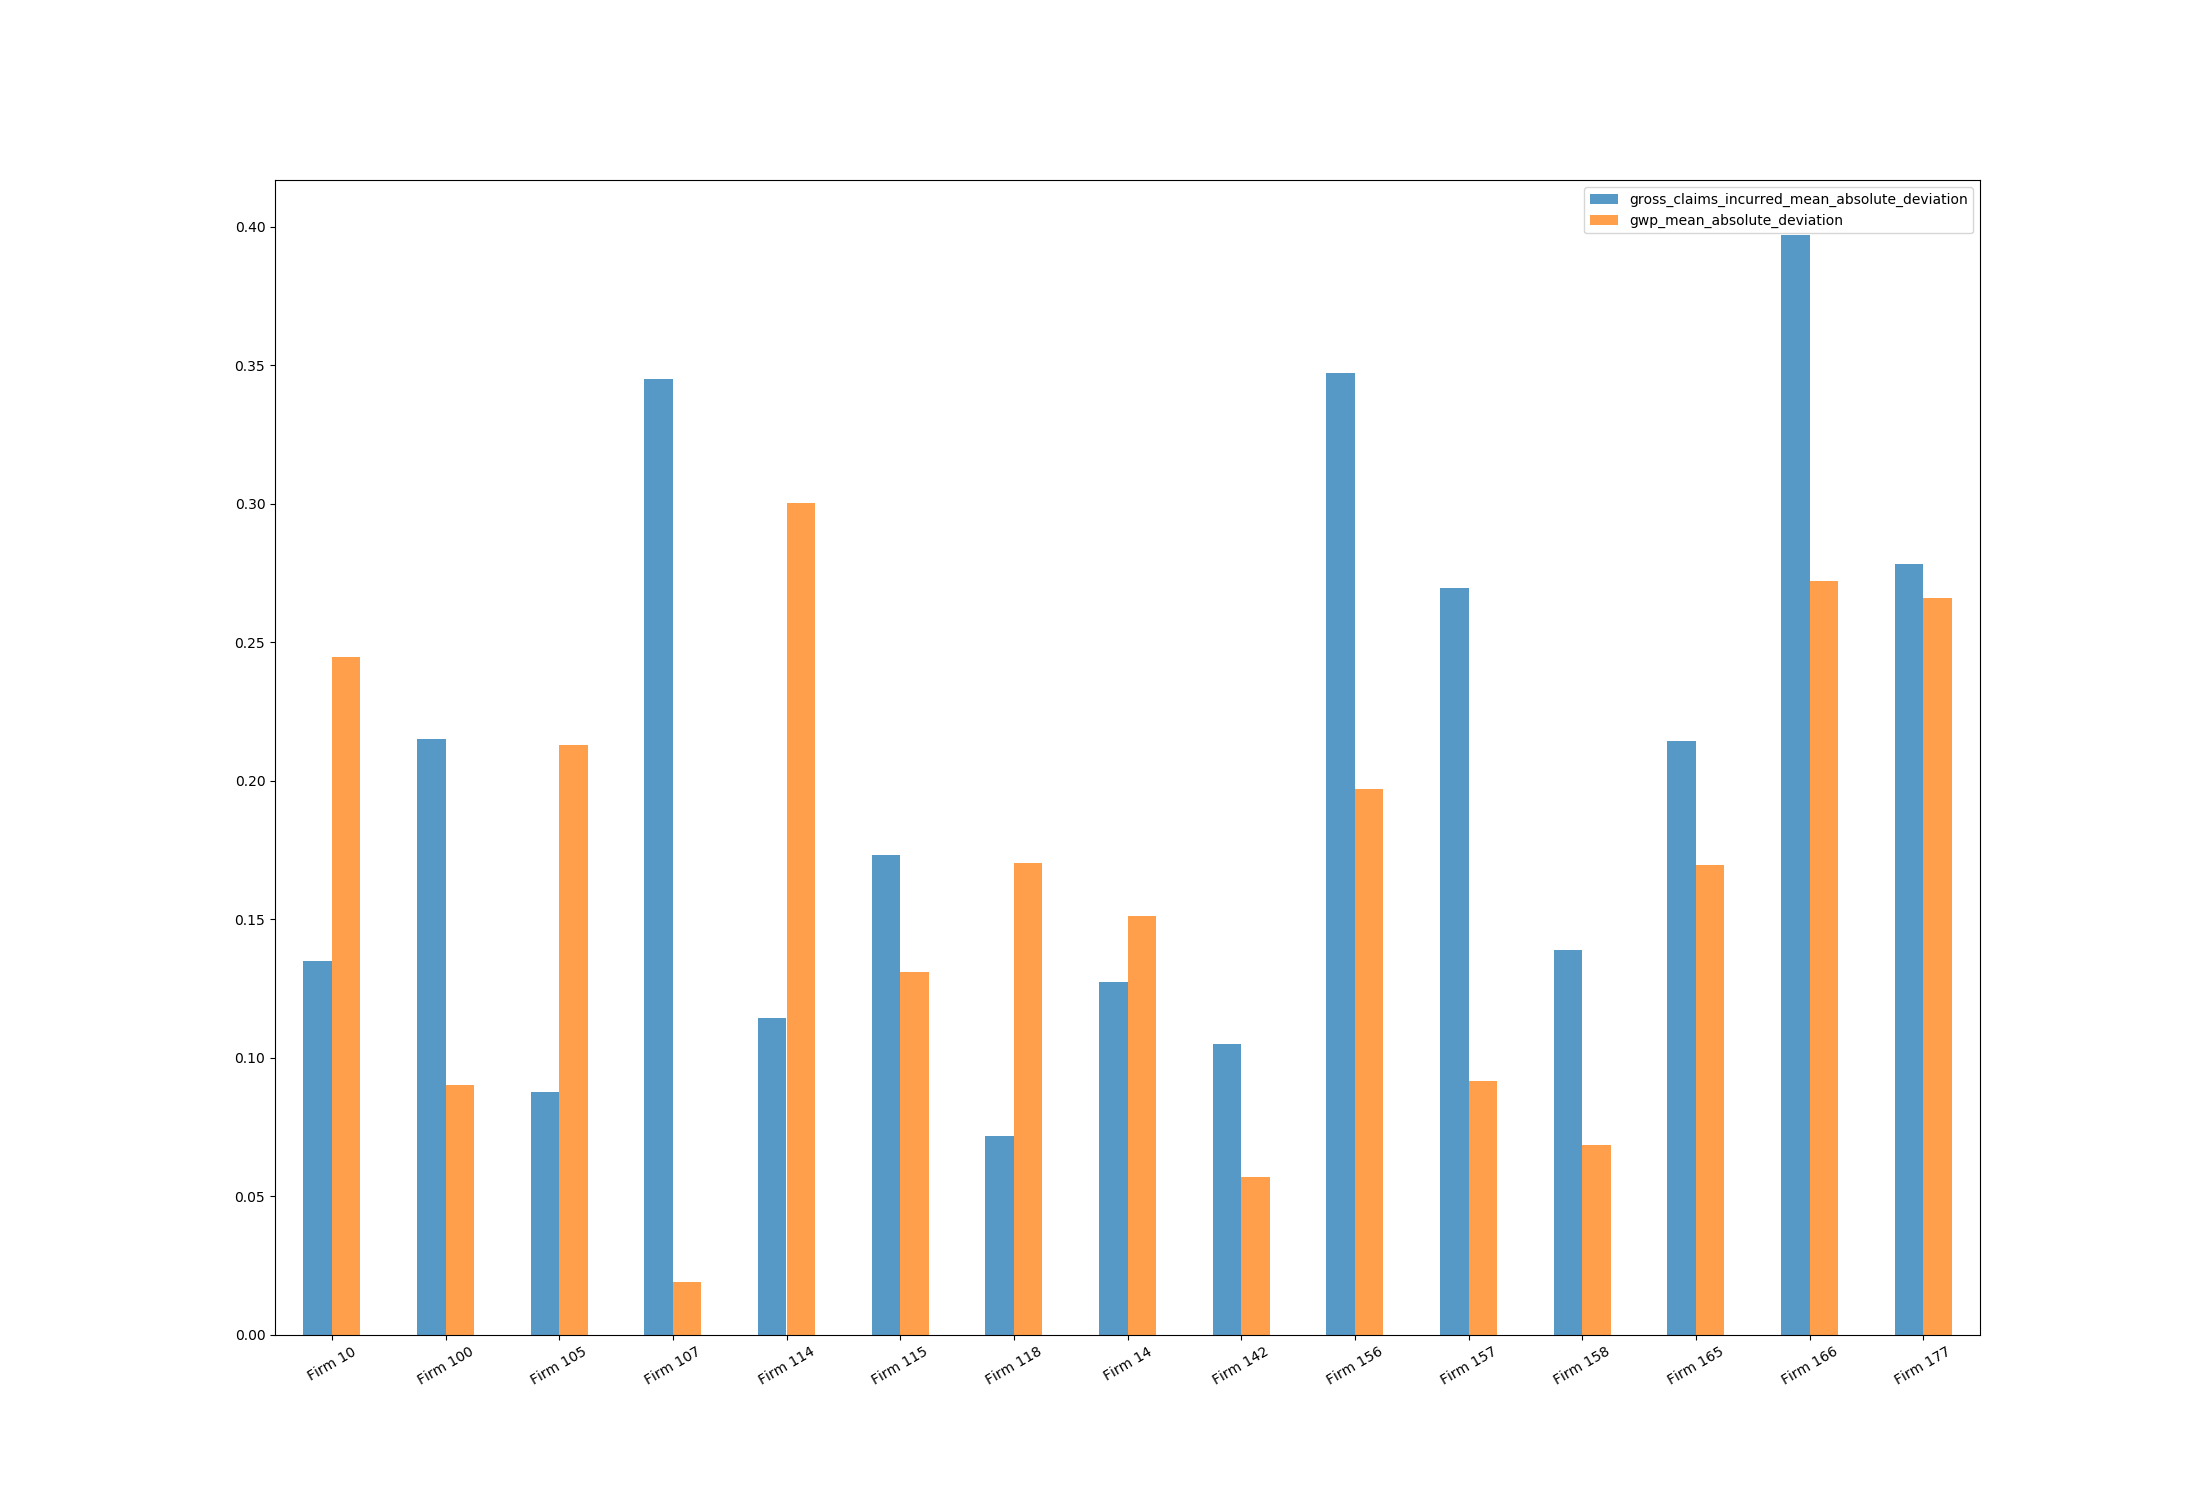 gross_claims_incurred_mean_absolute_deviation
gwp_mean_absolute_deviation
0.40
0.35
0.30
0.25
0.20
0.15
0.10
0.05
0.00
Firm 10
Firm 100
Firm 105
Firm 107
Firm 114
Firm 115
Firm 118
Firm 14
Firm 142
Firm 156
Firm 157
Firm 158
Firm 165
Firm 166
Firm 177